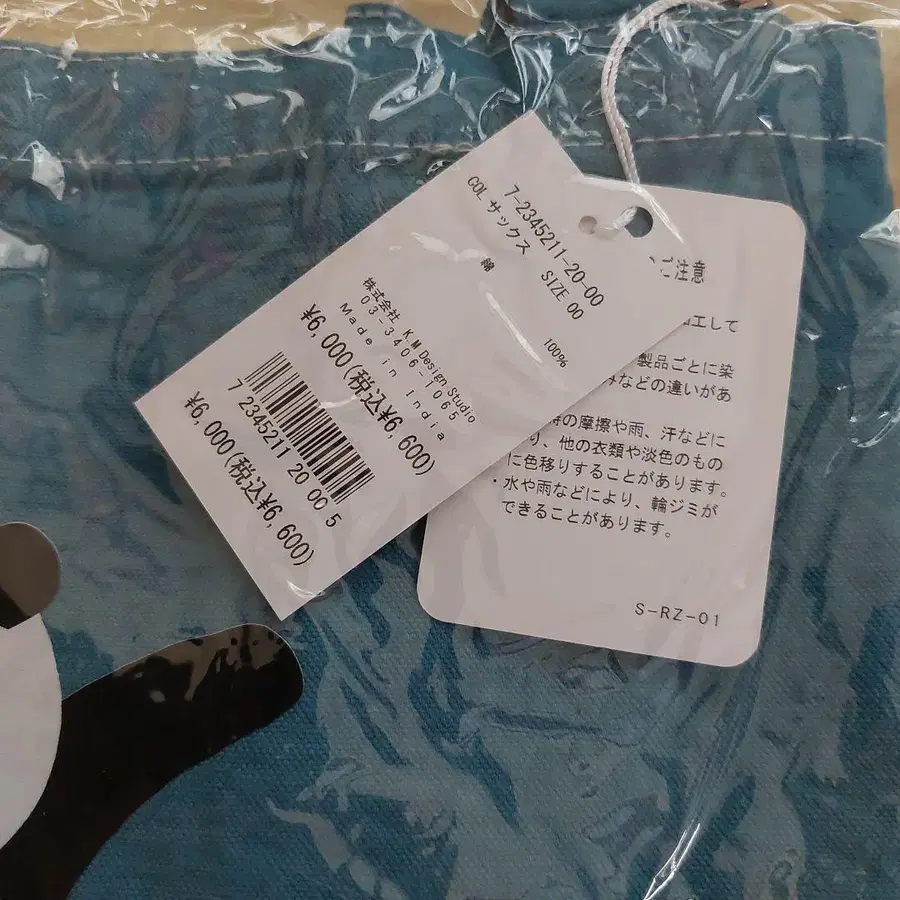 7-2345211-20-00
COL サックス SIZE 00
綿 100%
株式会社 K.M Design Studio
03-3406-1065
Made in India
¥6,000(税込¥6,600)
7 2345211 20 00 5
¥6,000(税込¥6,600)
ご注意
加工して
製品ごとに染
みなどの違いがあ
の摩擦や雨、汗などに
り、他の衣類や淡色のもの
に色移りすることがあります。
・水や雨などにより、輪ジミが
できることがあります。
S-RZ-01